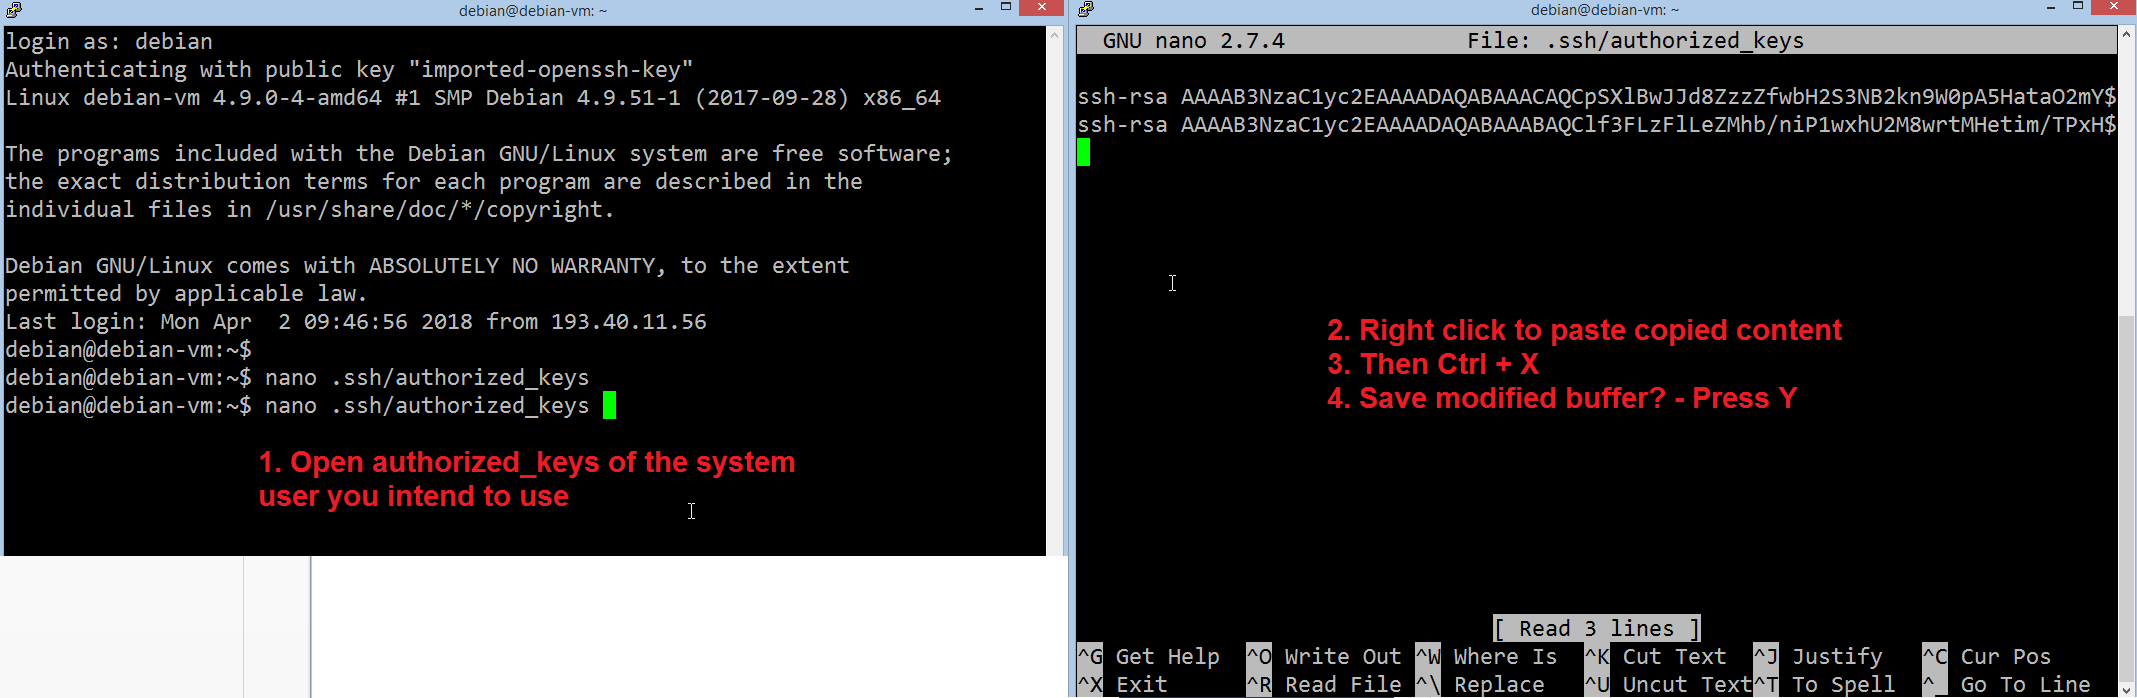 debian@debian-vm: ~
login as: debian
Authenticating with public key "imported-openssh-key"
Linux debian-vm 4.9.0-4-amd64 #1 SMP Debian 4.9.51-1 (2017-09-28) x86_64
The programs included with the Debian GNU/Linux system are free software;
the exact distribution terms for each program are described in the
individual files in /usr/share/doc/*/copyright.
Debian GNU/Linux comes with ABSOLUTELY NO WARRANTY, to the extent
permitted by applicable law.
Last login: Mon Apr  2 09:46:56 2018 from 193.40.11.56
debian@debian-vm:~$
debian@debian-vm:~$ nano .ssh/authorized_keys
debian@debian-vm:~$ nano .ssh/authorized_keys
1. Open authorized_keys of the system
user you intend to use
debian@debian-vm: ~
GNU nano 2.7.4 File: .ssh/authorized_keys
ssh-rsa AAAAB3NzaC1yc2EAAAADAQABAAACAQCpSXlBwJJd8ZzzZfwbH2S3NB2kn9W0pA5HataO2mY$
ssh-rsa AAAAB3NzaC1yc2EAAAADAQABAAABAQClf3FLzFlLeZMhb/niP1wxhU2M8wrtMHetim/TPxH$
2. Right click to paste copied content
3. Then Ctrl + X
4. Save modified buffer? - Press Y
[ Read 3 lines ]
^G Get Help ^O Write Out ^W Where Is ^K Cut Text ^J Justify ^C Cur Pos
^X Exit ^R Read File ^\ Replace ^U Uncut Text ^T To Spell ^_ Go To Line